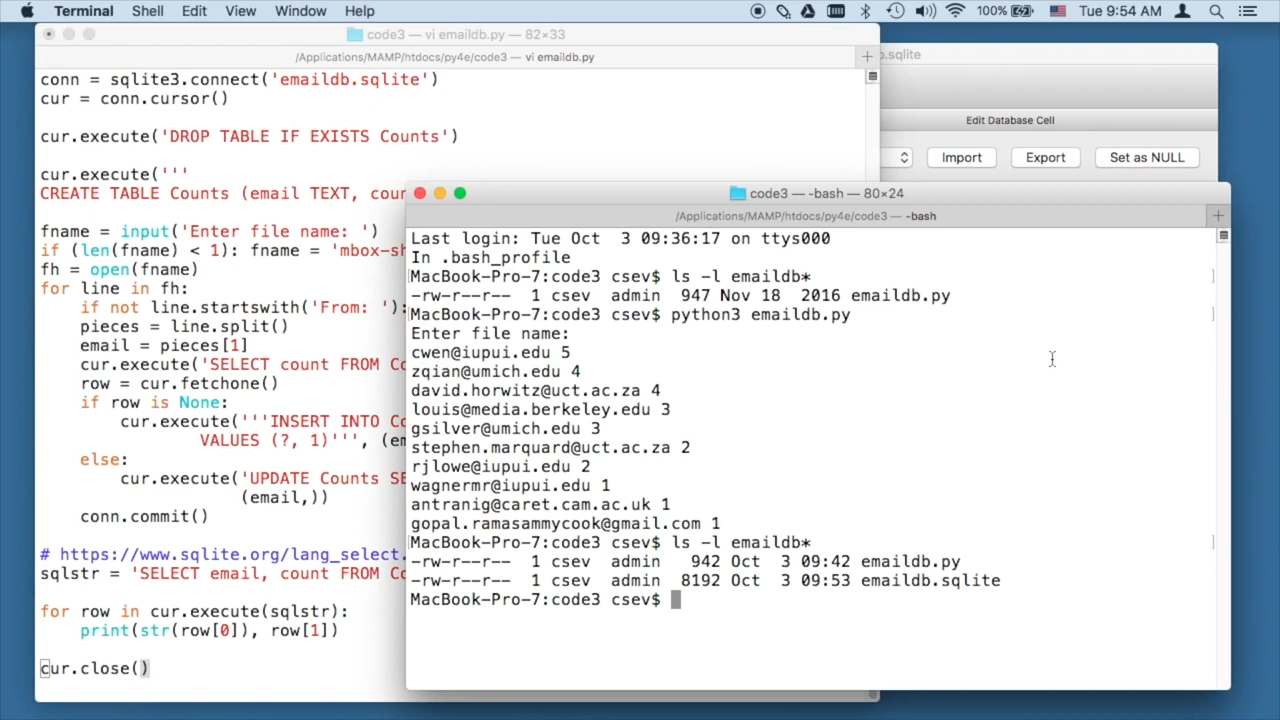 Terminal Shell Edit View Window Help 100% Tue 9:54 AM
code3 — vi emaildb.py — 82×33
/Applications/MAMP/htdocs/py4e/code3 — vi emaildb.py
conn = sqlite3.connect('emaildb.sqlite')
cur = conn.cursor()
cur.execute('DROP TABLE IF EXISTS Counts')
cur.execute('''
CREATE TABLE Counts (email TEXT, cou
fname = input('Enter file name: ')
if (len(fname) < 1): fname = 'mbox-sh
fh = open(fname)
for line in fh:
if not line.startswith('From: '):
pieces = line.split()
email = pieces[1]
cur.execute('SELECT count FROM Co
row = cur.fetchone()
if row is None:
cur.execute('''INSERT INTO Co
VALUES (?, 1)''', (em
else:
cur.execute('UPDATE Counts SE
(email,))
conn.commit()
# https://www.sqlite.org/lang_select.
sqlstr = 'SELECT email, count FROM Co
for row in cur.execute(sqlstr):
print(str(row[0]), row[1])
cur.close()
b.sqlite
Edit Database Cell
Import Export Set as NULL
code3 — -bash — 80×24
/Applications/MAMP/htdocs/py4e/code3 — -bash
Last login: Tue Oct  3 09:36:17 on ttys000
In .bash_profile
MacBook-Pro-7:code3 csev$ ls -l emaildb*
-rw-r--r--  1 csev  admin  947 Nov 18  2016 emaildb.py
MacBook-Pro-7:code3 csev$ python3 emaildb.py
Enter file name:
cwen@iupui.edu 5
zqian@umich.edu 4
david.horwitz@uct.ac.za 4
louis@media.berkeley.edu 3
gsilver@umich.edu 3
stephen.marquard@uct.ac.za 2
rjlowe@iupui.edu 2
wagnermr@iupui.edu 1
antranig@caret.cam.ac.uk 1
gopal.ramasammycook@gmail.com 1
MacBook-Pro-7:code3 csev$ ls -l emaildb*
-rw-r--r--  1 csev  admin   942 Oct  3 09:42 emaildb.py
-rw-r--r--  1 csev  admin  8192 Oct  3 09:53 emaildb.sqlite
MacBook-Pro-7:code3 csev$